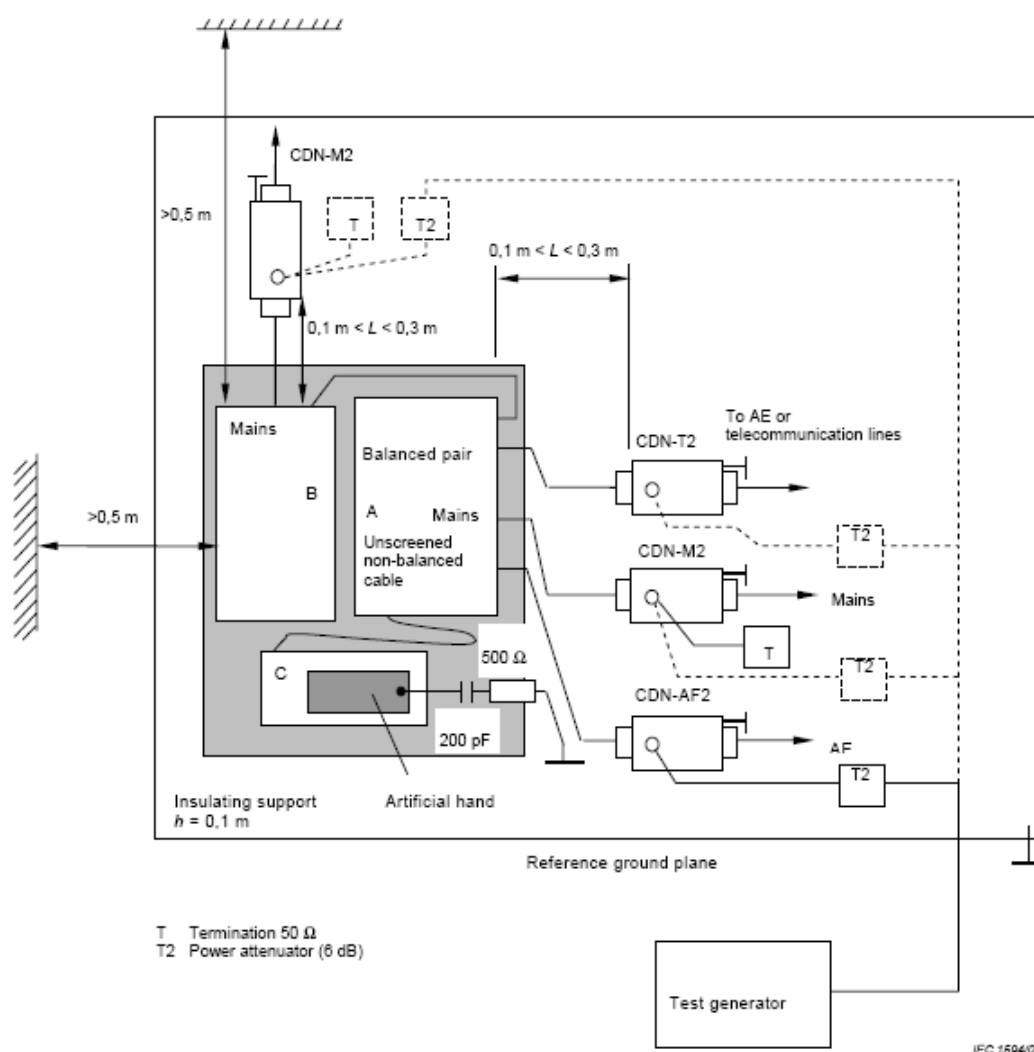 CDN-M2
>0,5 m
T
T2
0,1 m < L < 0,3 m
0,1 m < L < 0,3 m
Mains
B
Balanced pair
A
Mains
Unscreened
non-balanced
cable
CDN-T2
To AE or
telecommunication lines
>0,5 m
T2
CDN-M2
Mains
T
T2
C
500 Ω
200 pF
CDN-AF2
AE
T2
Insulating support
h = 0,1 m
Artificial hand
Reference ground plane
T Termination 50 Ω
T2 Power attenuator (6 dB)
Test generator
IEC